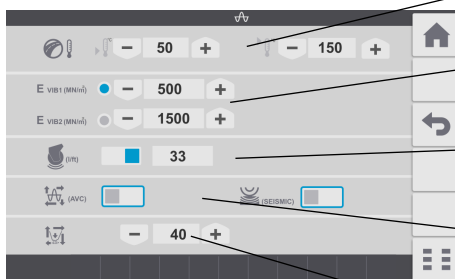 − 50 + − 150 +
E VIB1 (MN/㎡) − 500 +
E VIB2 (MN/㎡) − 1500 +
(i/ft) 33
(AVC) (SEISMIC)
− 40 +